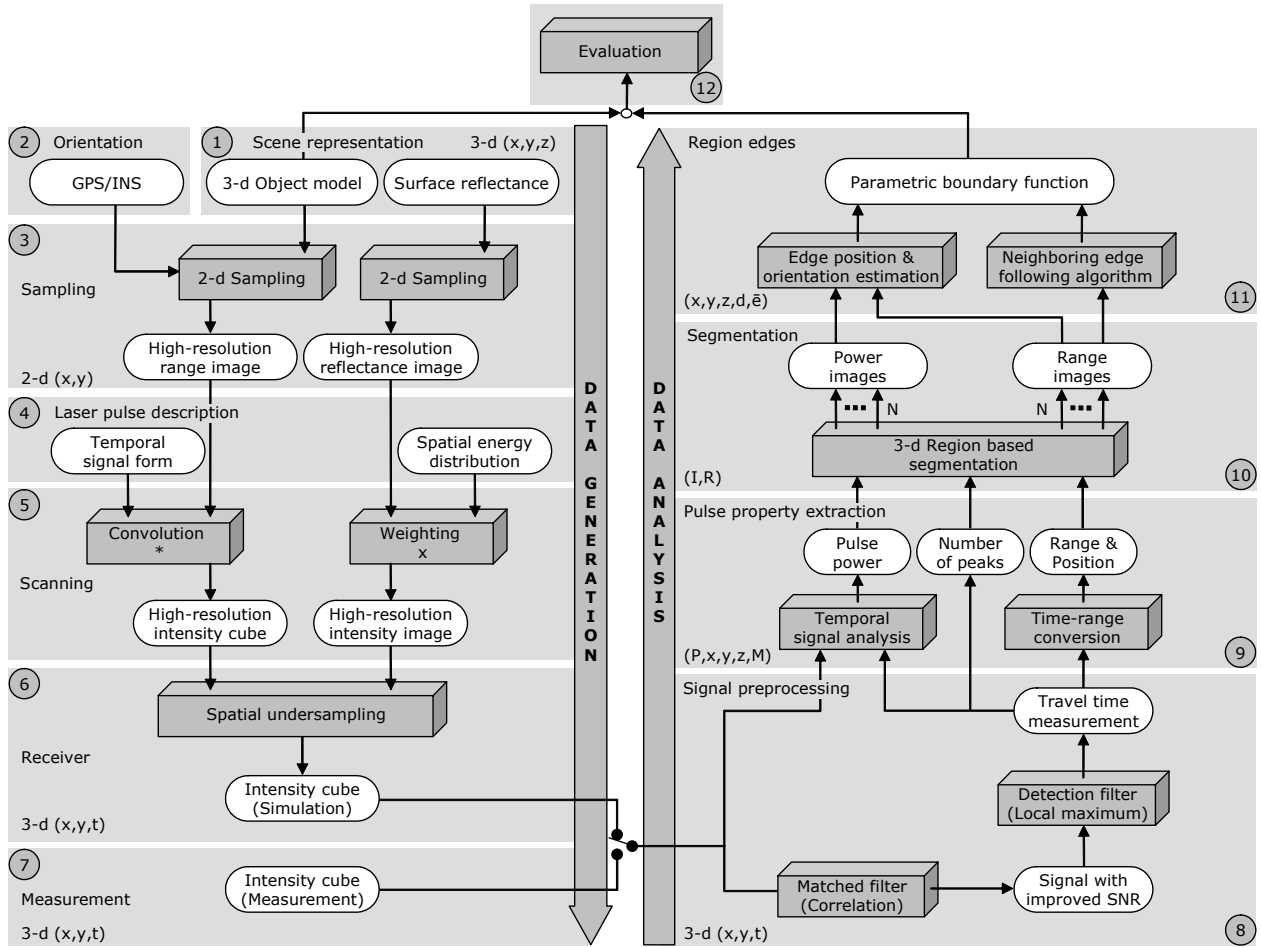 Evaluation
12
2 Orientation
GPS/INS
1 Scene representation 3-d (x,y,z)
3-d Object model
Surface reflectance
3
Sampling
2-d Sampling
2-d Sampling
High-resolution
range image
High-resolution
reflectance image
2-d (x,y)
4 Laser pulse description
Temporal
signal form
Spatial energy
distribution
5
Scanning
Convolution
*
Weighting
x
High-resolution
intensity cube
High-resolution
intensity image
6
Receiver
Spatial undersampling
Intensity cube
(Simulation)
3-d (x,y,t)
7
Measurement
Intensity cube
(Measurement)
3-d (x,y,t)
DATA GENERATION
DATA ANALYSIS
Region edges
Parametric boundary function
Edge position &
orientation estimation
Neighboring edge
following algorithm
(x,y,z,d,ē)
11
Segmentation
Power
images
Range
images
N
N
3-d Region based
segmentation
(I,R)
10
Pulse property extraction
Pulse
power
Number
of peaks
Range &
Position
Temporal
signal analysis
Time-range
conversion
(P,x,y,z,M)
9
Signal preprocessing
Travel time
measurement
Detection filter
(Local maximum)
Matched filter
(Correlation)
Signal with
improved SNR
3-d (x,y,t)
8